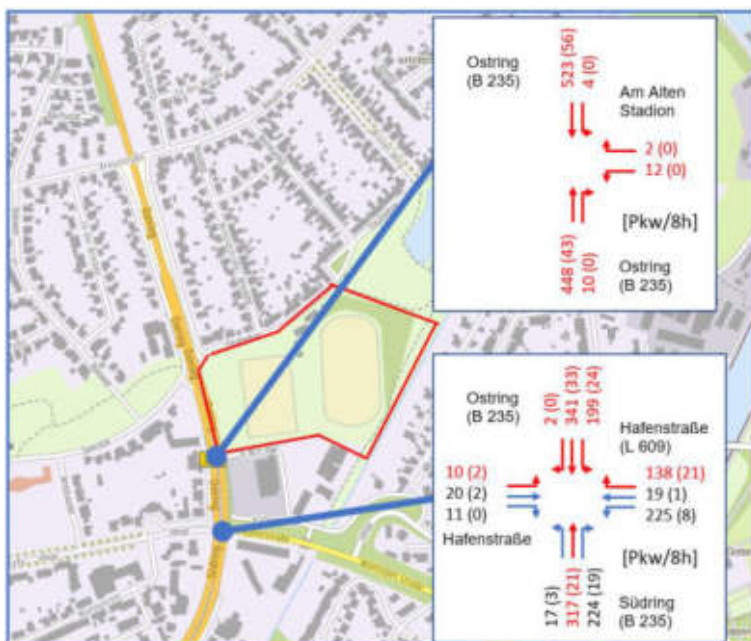 Ostring
(B 235)
523 (56)
4 (0)
Am Alten
Stadion
2 (0)
12 (0)
[Pkw/8h]
448 (43)
10 (0)
Ostring
(B 235)
Ostring
(B 235)
2 (0)
341 (33)
199 (24)
Hafenstraße
(L 609)
10 (2)
20 (2)
11 (0)
138 (21)
19 (1)
225 (8)
Hafenstraße
[Pkw/8h]
17 (3)
317 (21)
224 (19)
Südring
(B 235)